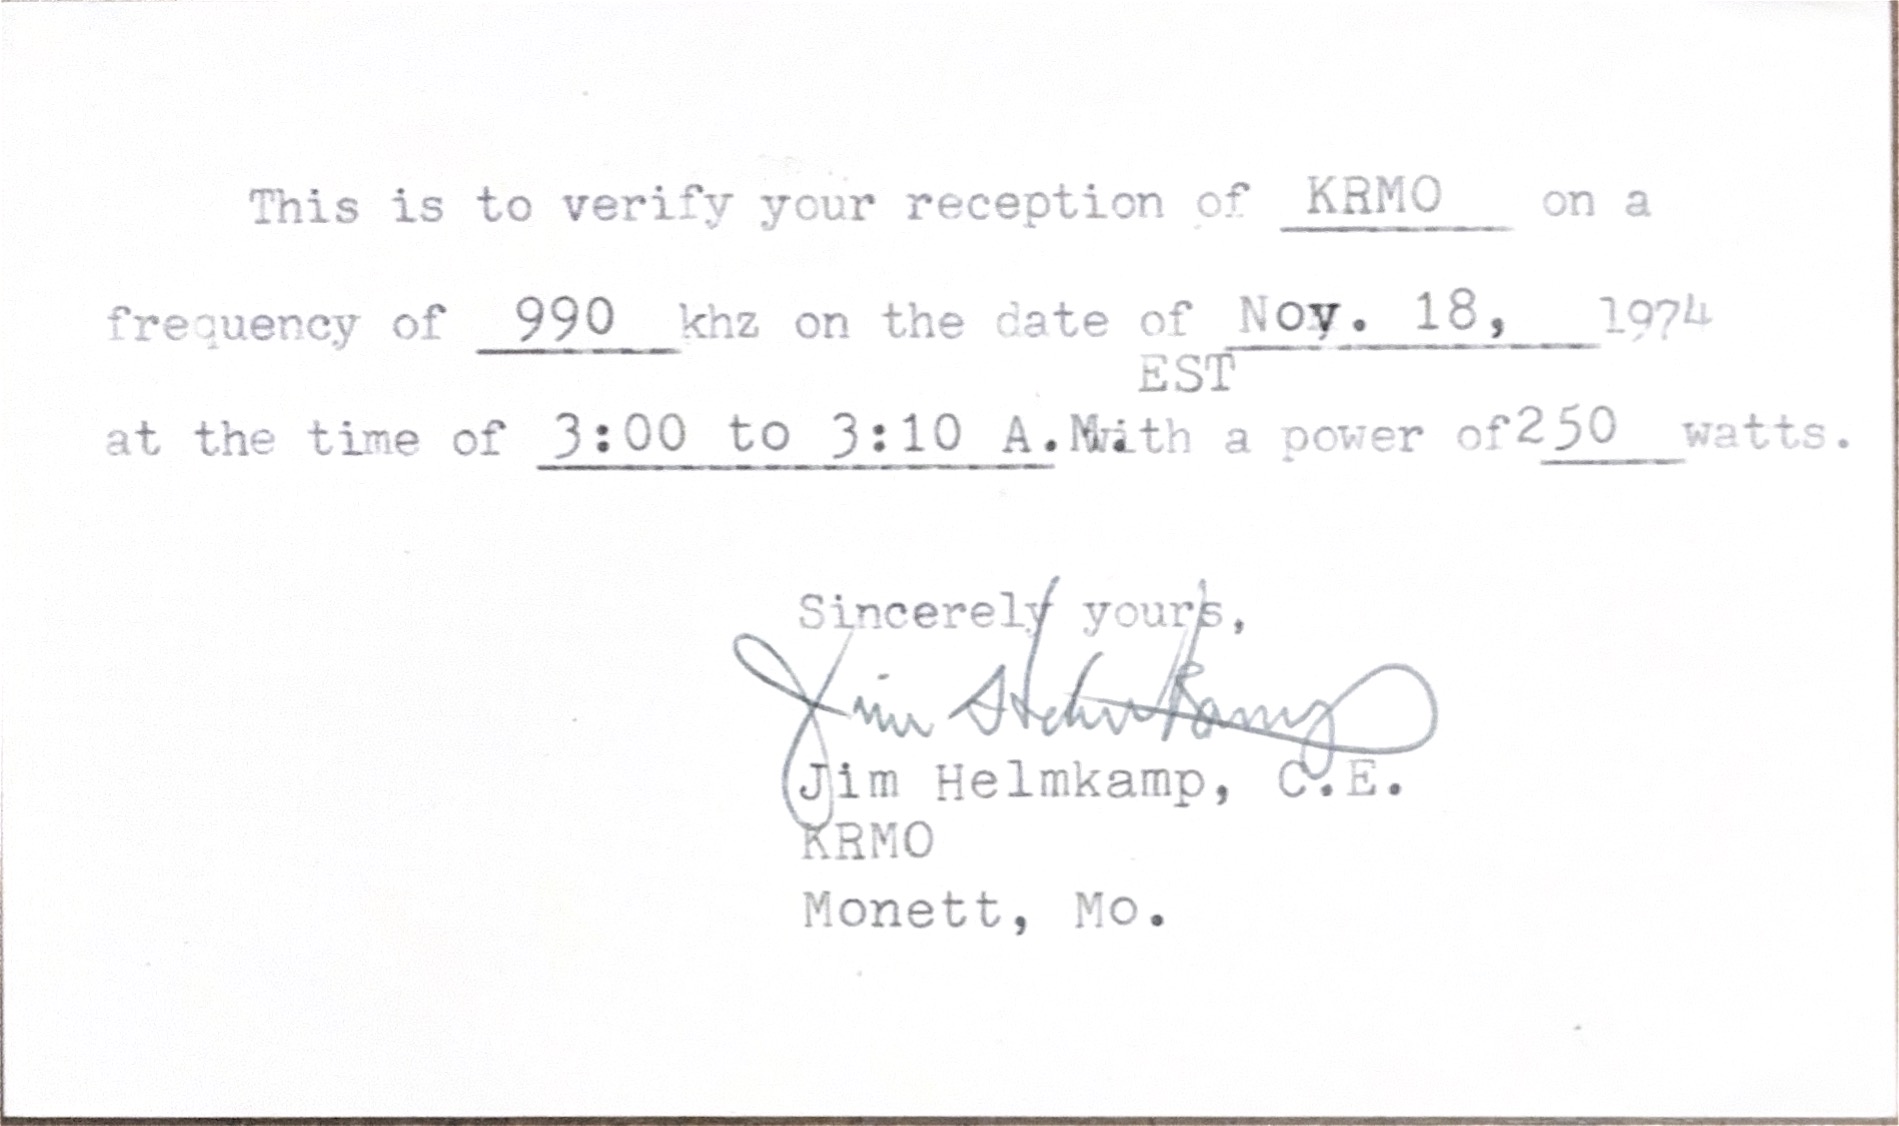 This is to verify your reception of KRMO on a
frequency of 990 khz on the date of Nov. 18, 1974
EST
at the time of 3:00 to 3:10 A.M with a power of 250 watts.
Sincerely yours,
Jim Helmkamp
Jim Helmkamp, C.E.
KRMO
Monett, Mo.